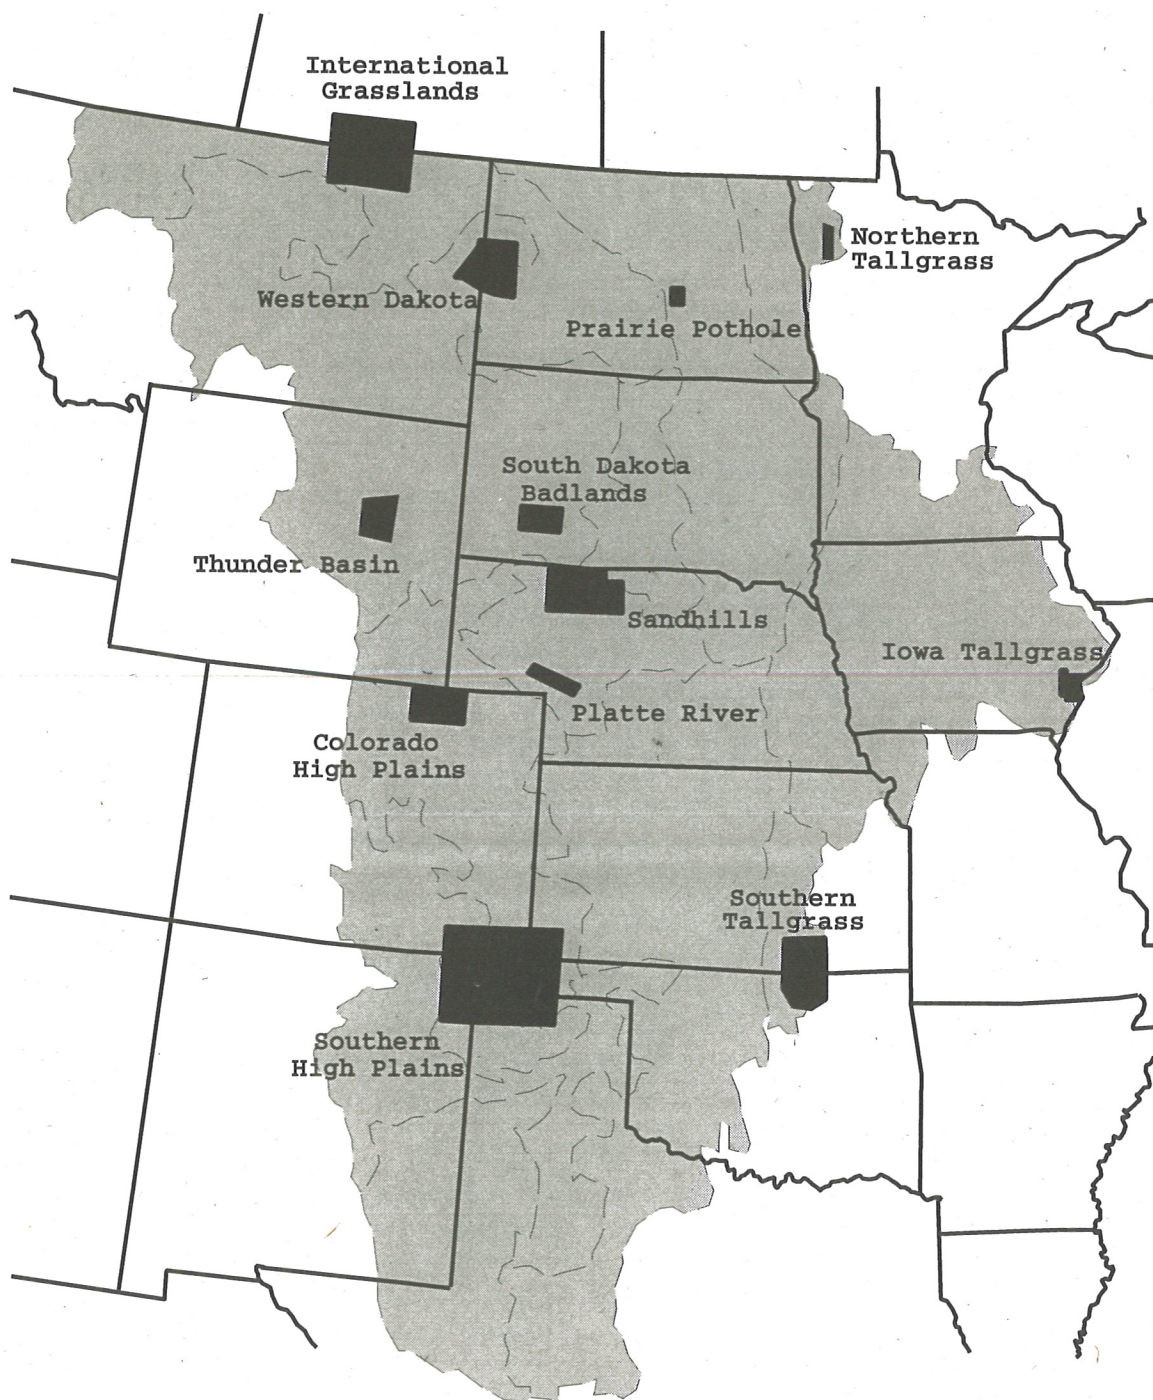 International
Grasslands
Northern
Tallgrass
Western Dakota
Prairie Pothole
South Dakota
Badlands
Thunder Basin
Sandhills
Iowa Tallgrass
Platte River
Colorado
High Plains
Southern
Tallgrass
Southern
High Plains